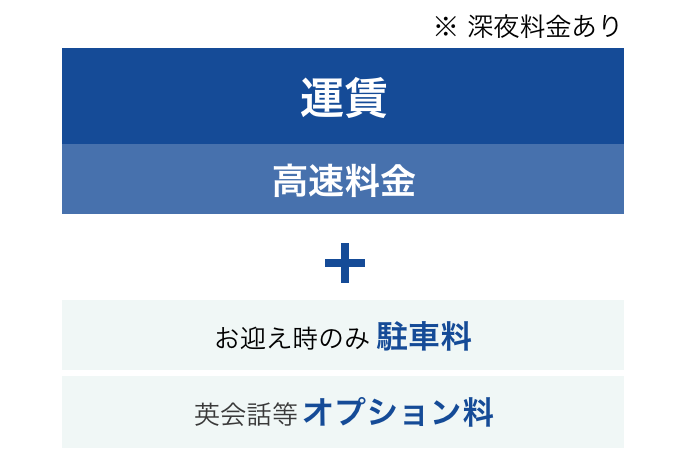 ※ 深夜料金あり
運賃
高速料金
+
お迎え時のみ 駐車料
英会話等 オプション料